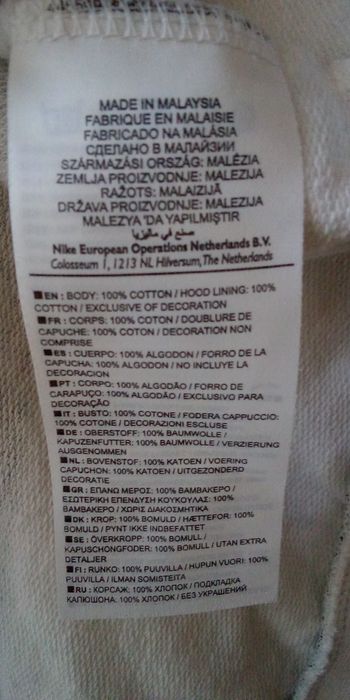 MADE IN MALAYSIA
FABRIQUE EN MALAISIE
FABRICADO NA MALÁSIA
СДЕЛАНО В МАЛАЙЗИИ
SZÁRMAZÁSI ORSZÁG: MALÉZIA
ZEMLJA PROIZVODNJE: MALEZIJA
RAŽOTS: MALAIZIJĀ
DRŽAVA PROIZVODNJE: MALEZIJA
MALEZYA 'DA YAPILMIŞTIR
صنع في ماليزيا
Nike European Operations Netherlands B.V.
Colosseum 1, 1213 NL Hilversum, The Netherlands
■ EN : BODY: 100% COTTON / HOOD LINING: 100%
COTTON / EXCLUSIVE OF DECORATION
■ FR : CORPS: 100% COTON / DOUBLURE DE
CAPUCHE: 100% COTON / DECORATION NON
COMPRISE
■ ES : CUERPO: 100% ALGODON / FORRO DE LA
CAPUCHA: 100% ALGODON / NO INCLUYE LA
DECORACION
■ PT : CORPO: 100% ALGODÃO / FORRO DE
CARAPUÇO: 100% ALGODÃO / EXCLUSIVO PARA
DECORAÇÃO
■ IT : BUSTO: 100% COTONE / FODERA CAPPUCCIO:
100% COTONE / DECORAZIONI ESCLUSE
■ DE : OBERSTOFF: 100% BAUMWOLLE /
KAPUZENFUTTER: 100% BAUMWOLLE / VERZIERUNG
AUSGENOMMEN
■ NL : BOVENSTOF: 100% KATOEN / VOERING
CAPUCHON: 100% KATOEN / UITGEZONDERD
DECORATIE
■ GR : ΕΠΑΝΩ ΜΕΡΟΣ: 100% ΒΑΜΒΑΚΕΡΟ /
ΕΣΩΤΕΡΙΚΗ ΕΠΕΝΔΥΣΗ ΚΟΥΚΟΥΛΑΣ: 100%
ΒΑΜΒΑΚΕΡΟ / ΧΩΡΙΣ ΔΙΑΚΟΣΜΗΤΙΚΑ
■ DK : KROP: 100% BOMULD / HÆTTEFOR: 100%
BOMULD / PYNT IKKE INDBEFATTET
■ SE : ÖVERKROPP: 100% BOMULL /
KAPUSCHONGFODER: 100% BOMULL / UTAN EXTRA
DETALJER
■ FI : RUNKO: 100% PUUVILLA / HUPUN VUORI: 100%
PUUVILLA / ILMAN SOMISTEITA
■ RU : КОРСАЖ: 100% ХЛОПОК / ПОДКЛАДКА
КАПЮШОНА: 100% ХЛОПОК / БЕЗ УКРАШЕНИЙ